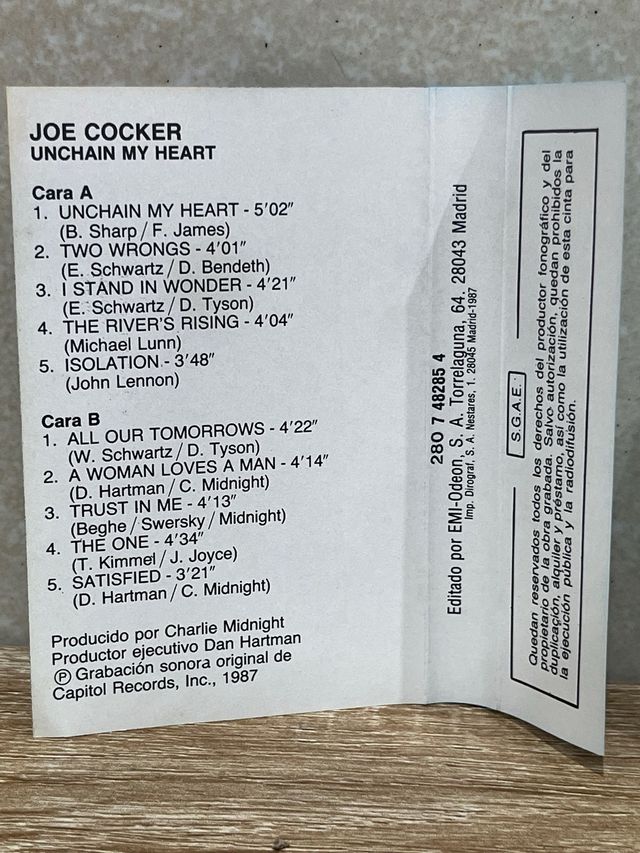 JOE COCKER
UNCHAIN MY HEART
Cara A
1. UNCHAIN MY HEART - 5'02"
(B. Sharp / F. James)
2. TWO WRONGS - 4'01"
(E. Schwartz / D. Bendeth)
3. I STAND IN WONDER - 4'21"
(E. Schwartz / D. Tyson)
4. THE RIVER'S RISING - 4'04"
(Michael Lunn)
5. ISOLATION - 3'48"
(John Lennon)
Cara B
1. ALL OUR TOMORROWS - 4'22"
(W. Schwartz / D. Tyson)
2. A WOMAN LOVES A MAN - 4'14"
(D. Hartman / C. Midnight)
3. TRUST IN ME - 4'13"
(Beghe / Swersky / Midnight)
4. THE ONE - 4'34"
(T. Kimmel / J. Joyce)
5. SATISFIED - 3'21"
(D. Hartman / C. Midnight)
Producido por Charlie Midnight
Productor ejecutivo Dan Hartman
Ⓟ Grabación sonora original de
Capitol Records, Inc., 1987
280 7 48285 4
Editado por EMI-Odeon, S. A. Torrelaguna, 64. 28043 Madrid
Imp. Dirograf, S. A. Nestares, 1. 28045 Madrid-1987
S.G.A.E.
Quedan reservados todos los derechos del productor fonográfico y del
propietario de la obra grabada. Salvo autorización, quedan prohibidos la
duplicación, alquiler y préstamo, así como la utilización de esta cinta para
la ejecución pública y la radiodifusión.